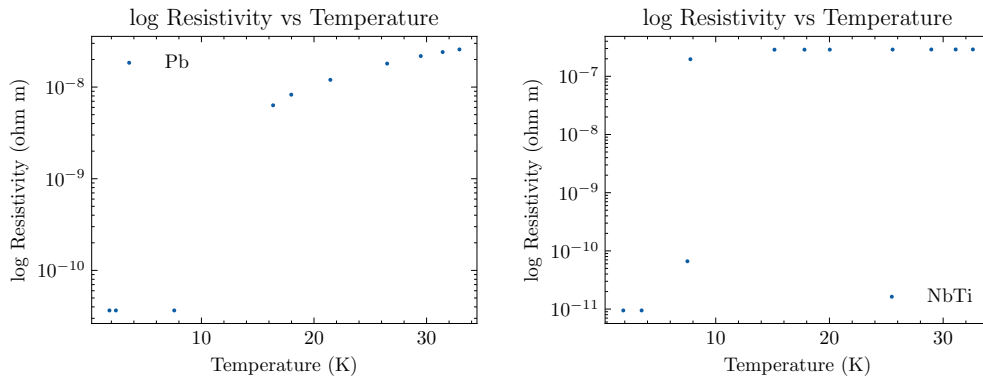 log Resistivity vs Temperature
log Resistivity (ohm m)
10⁻⁸
10⁻⁹
10⁻¹⁰
Pb
10
20
30
Temperature (K)
log Resistivity vs Temperature
log Resistivity (ohm m)
10⁻⁷
10⁻⁸
10⁻⁹
10⁻¹⁰
10⁻¹¹
NbTi
10
20
30
Temperature (K)